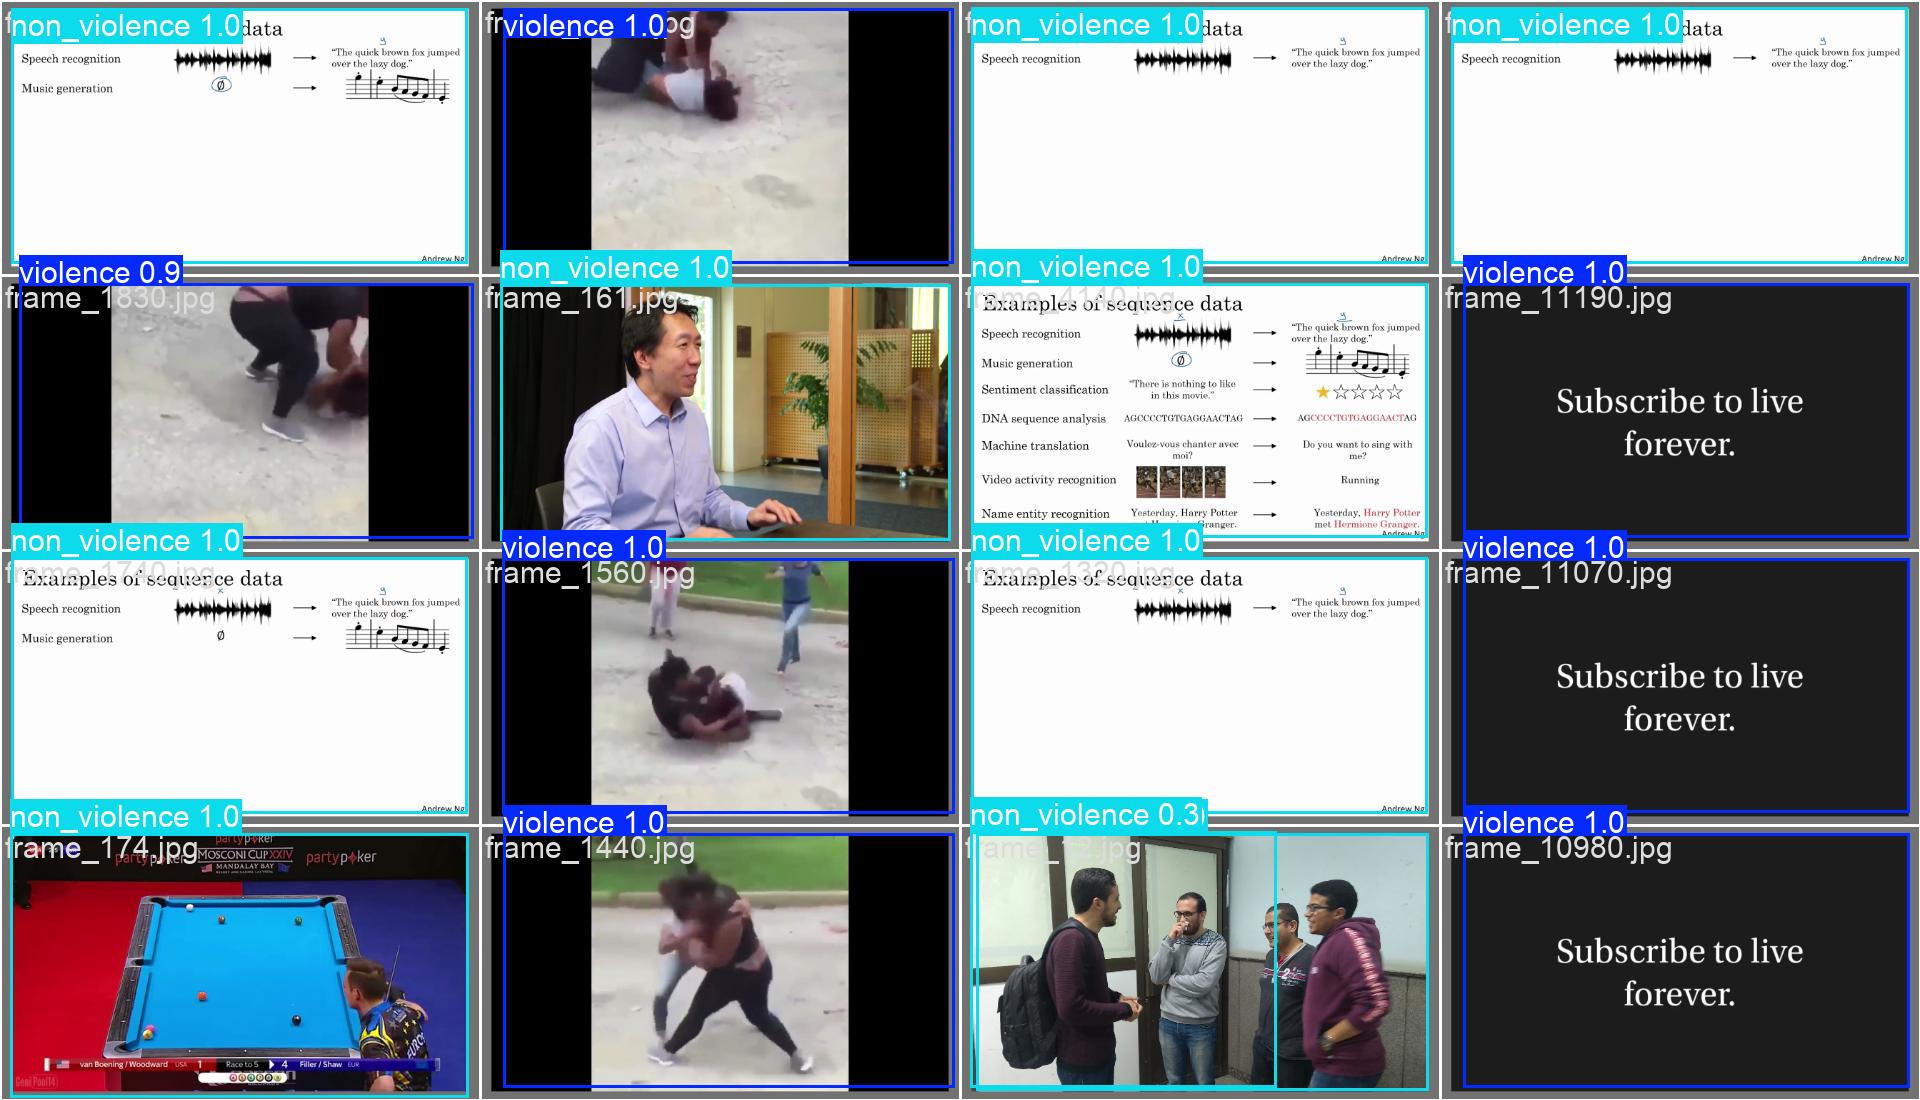 non_violence 1.0
data
y
Speech recognition
"The quick brown fox jumped
over the lazy dog."
Music generation
Ø
Andrew Ng
violence 1.0
non_violence 1.0
data
y
Speech recognition
"The quick brown fox jumped
over the lazy dog."
Andrew Ng
non_violence 1.0
data
y
Speech recognition
"The quick brown fox jumped
over the lazy dog."
Andrew Ng
violence 0.9
frame_1830.jpg
non_violence 1.0
frame_161.jpg
non_violence 1.0
frame_4140.jpg
Examples of sequence data
x
y
Speech recognition
"The quick brown fox jumped
over the lazy dog."
Music generation
Ø
Sentiment classification
"There is nothing to like
in this movie."
DNA sequence analysis
AGCCCCTGTGAGGAACTAG
AGCCCCTGTGAGGAACTAG
Machine translation
Voulez-vous chanter avec
moi?
Do you want to sing with
me?
Video activity recognition
Running
Name entity recognition
Yesterday, Harry Potter
met Hermione Granger.
Yesterday, Harry Potter
met Hermione Granger.
Andrew Ng
violence 1.0
frame_11190.jpg
Subscribe to live
forever.
non_violence 1.0
frame_1740.jpg
Examples of sequence data
x
y
Speech recognition
"The quick brown fox jumped
over the lazy dog."
Music generation
Ø
Andrew Ng
violence 1.0
frame_1560.jpg
non_violence 1.0
frame_1320.jpg
Examples of sequence data
x
y
Speech recognition
"The quick brown fox jumped
over the lazy dog."
Andrew Ng
violence 1.0
frame_11070.jpg
Subscribe to live
forever.
non_violence 1.0
frame_174.jpg
partypoker
partypoker
MOSCONI CUP XXIV
MANDALAY BAY
partypoker
van Boening / Woodward USA 1 Race to 5 4 Filler / Shaw EUR
EURO
violence 1.0
frame_1440.jpg
non_violence 0.3
violence 1.0
frame_10980.jpg
Subscribe to live
forever.